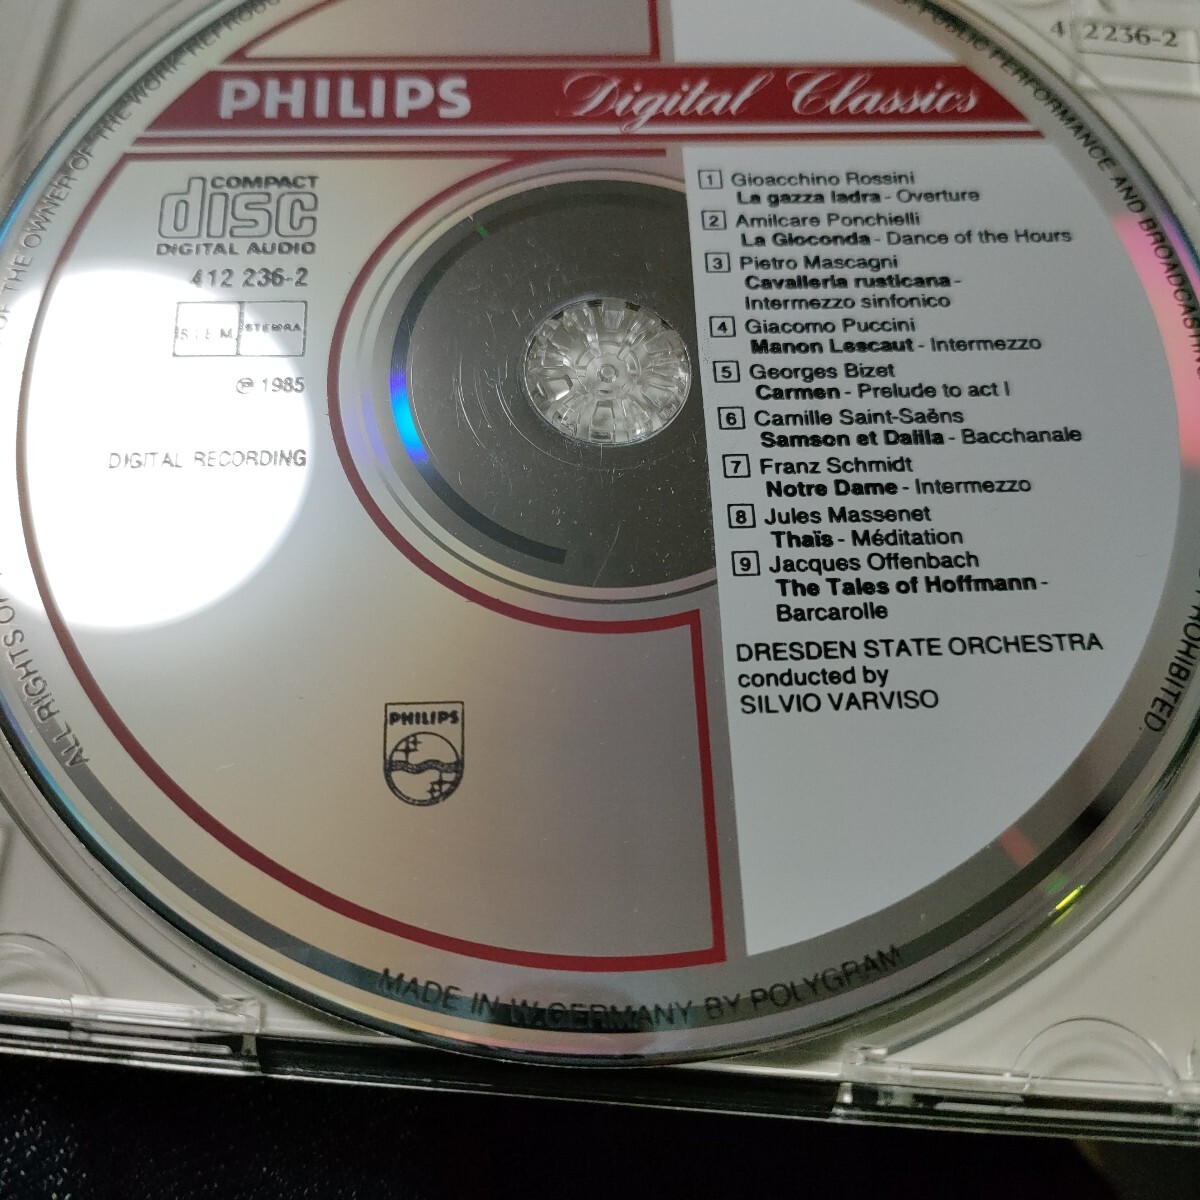 412236-2
PHILIPS Digital Classics
COMPACT
disc
DIGITAL AUDIO
412 236-2
S.I.E.M. STEMRA
℗ 1985
DIGITAL RECORDING
1 Gioacchino Rossini
La gazza ladra - Overture
2 Amilcare Ponchielli
La Gioconda - Dance of the Hours
3 Pietro Mascagni
Cavalleria rusticana -
Intermezzo sinfonico
4 Giacomo Puccini
Manon Lescaut - Intermezzo
5 Georges Bizet
Carmen - Prelude to act I
6 Camille Saint-Saëns
Samson et Dalila - Bacchanale
7 Franz Schmidt
Notre Dame - Intermezzo
8 Jules Massenet
Thaïs - Méditation
9 Jacques Offenbach
The Tales of Hoffmann -
Barcarolle
DRESDEN STATE ORCHESTRA
conducted by
SILVIO VARVISO
PHILIPS
ALL RIGHTS OF THE OWNER OF THE WORK REPRODUC
PUBLIC PERFORMANCE AND BROADCASTING PROHIBITED.
MADE IN W. GERMANY BY POLYGRAM